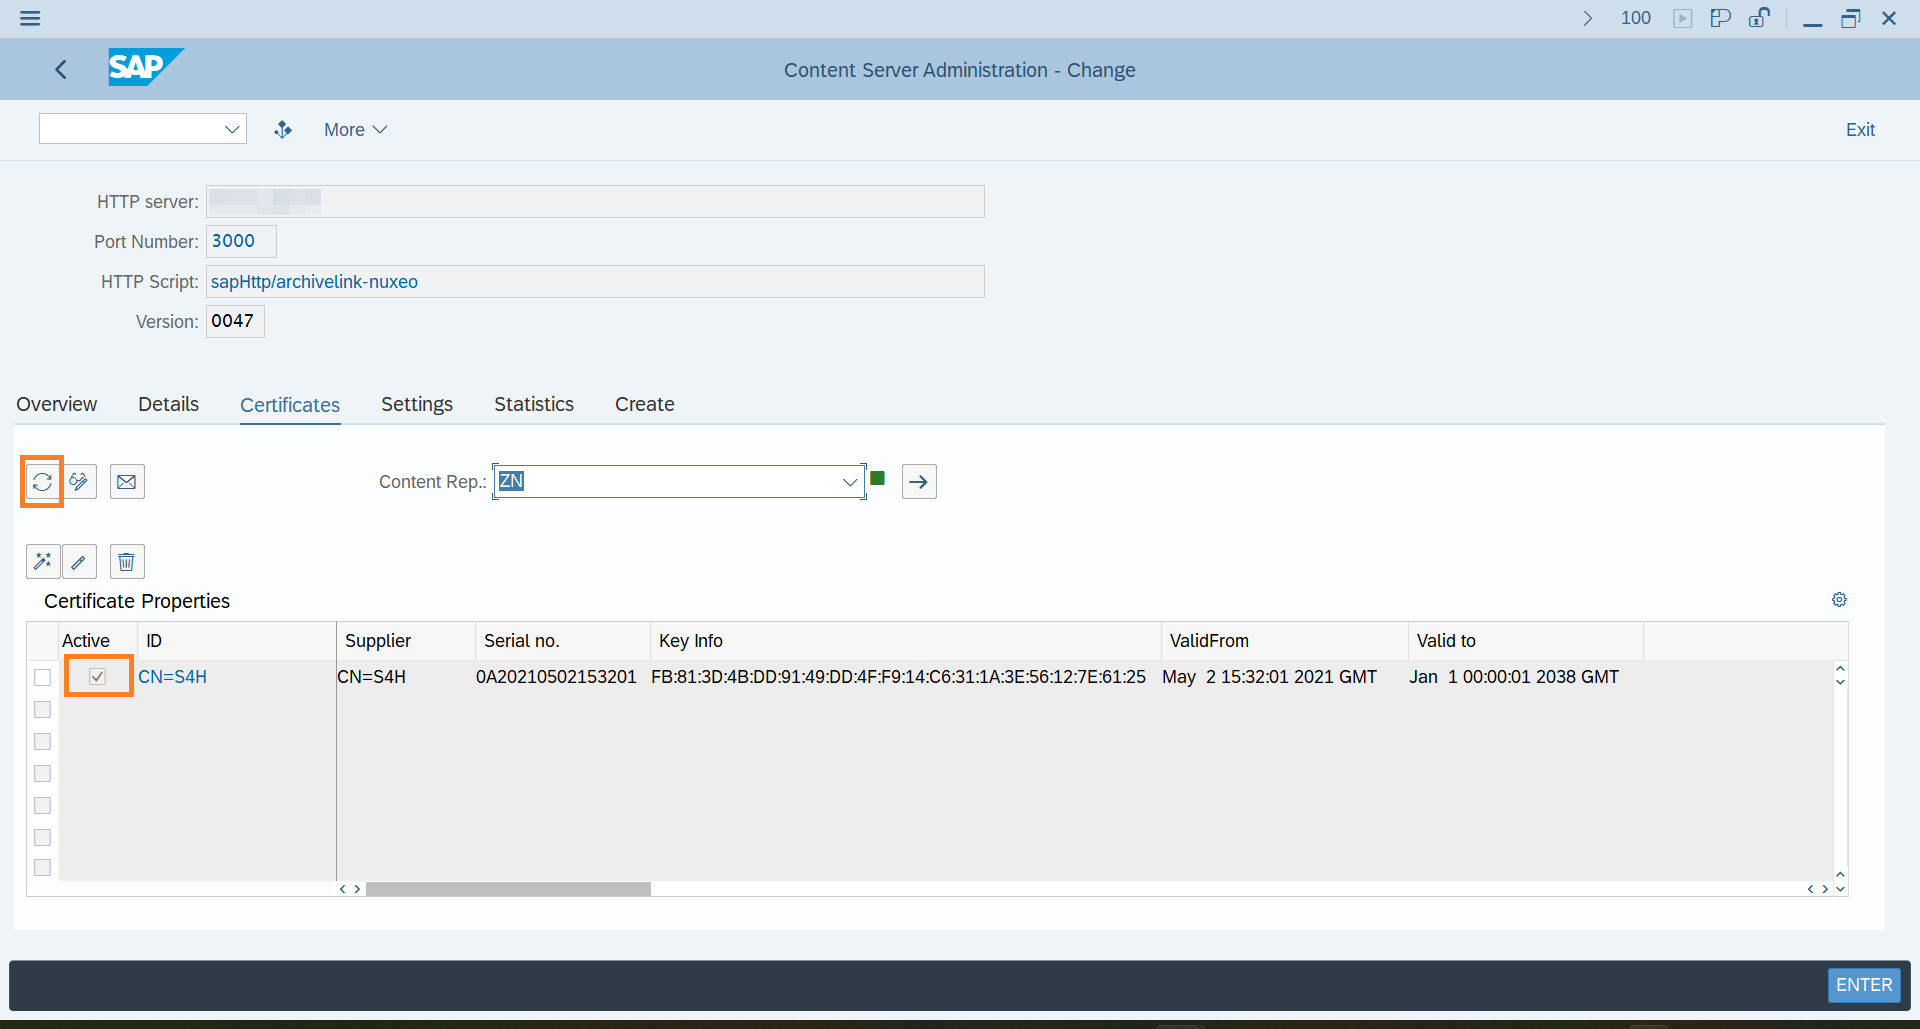 100
SAP
Content Server Administration - Change
More
Exit
HTTP server:
Port Number: 3000
HTTP Script: sapHttp/archivelink-nuxeo
Version: 0047
Overview Details Certificates Settings Statistics Create
Content Rep.: ZN
Certificate Properties
Active ID Supplier Serial no. Key Info ValidFrom Valid to
CN=S4H CN=S4H 0A20210502153201 FB:81:3D:4B:DD:91:49:DD:4F:F9:14:C6:31:1A:3E:56:12:7E:61:25 May 2 15:32:01 2021 GMT Jan 1 00:00:01 2038 GMT
ENTER